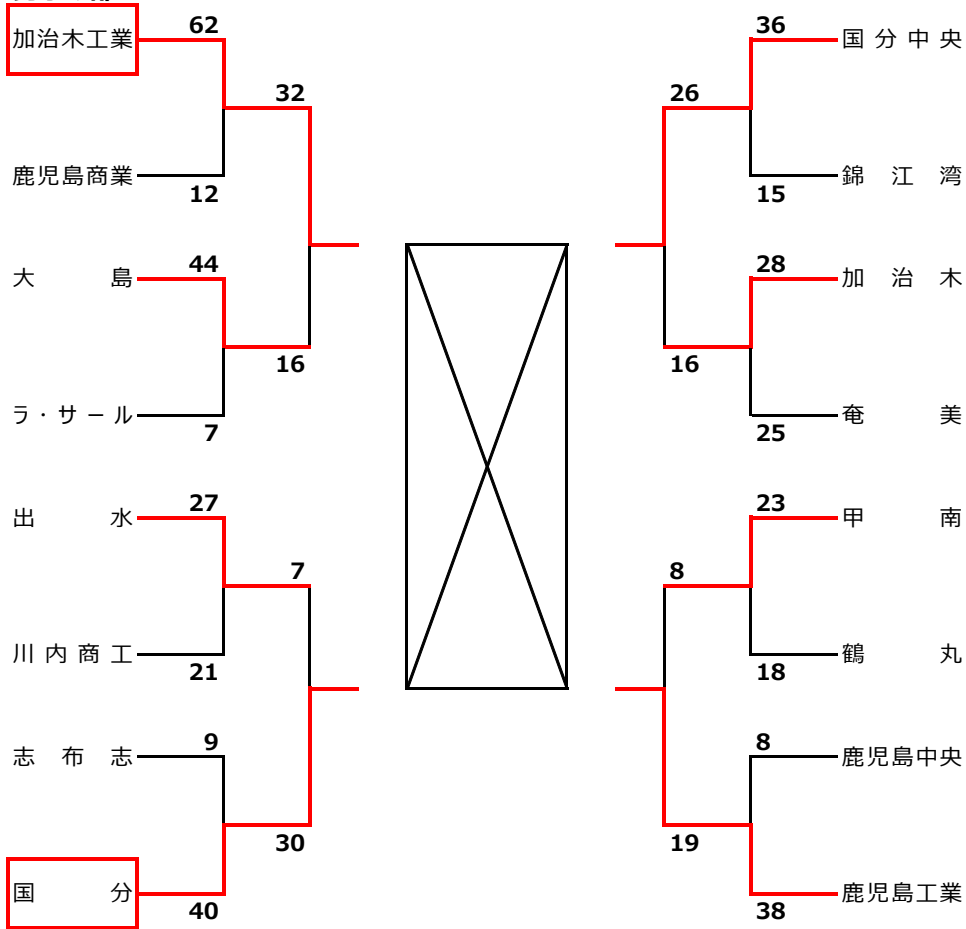 加治木工業 62
32
鹿児島商業 12
大島 44
16
ラ・サール 7
出水 27
7
川内商工 21
志布志 9
30
国分 40
36 国分中央
26
15 錦江湾
28 加治木
16
25 奄美
23 甲南
8
18 鶴丸
8 鹿児島中央
19
38 鹿児島工業